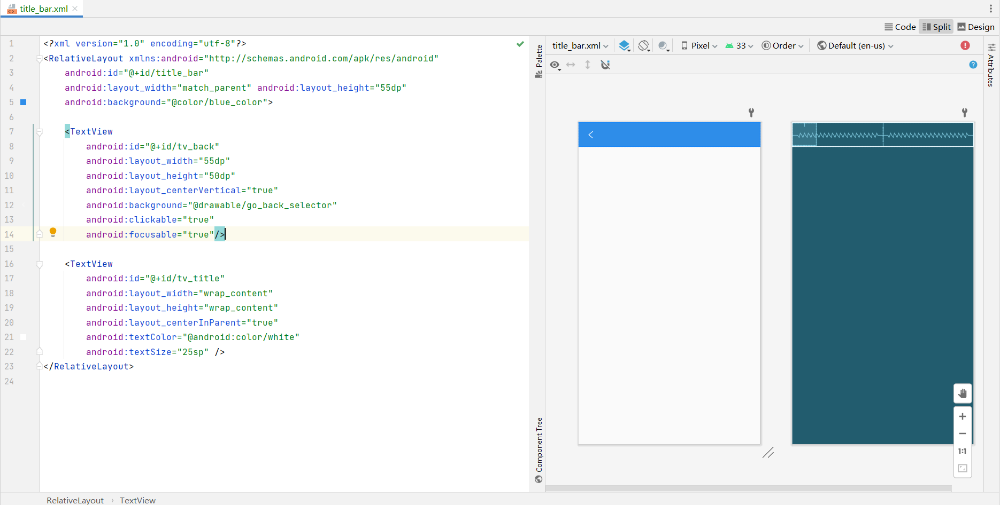 title_bar.xml
Code Split Design
1 <?xml version="1.0" encoding="utf-8"?>
2 <RelativeLayout xmlns:android="http://schemas.android.com/apk/res/android"
3 android:id="@+id/title_bar"
4 android:layout_width="match_parent" android:layout_height="55dp"
5 android:background="@color/blue_color">
6
7 <TextView
8 android:id="@+id/tv_back"
9 android:layout_width="55dp"
10 android:layout_height="50dp"
11 android:layout_centerVertical="true"
12 android:background="@drawable/go_back_selector"
13 android:clickable="true"
14 android:focusable="true"/>
15
16 <TextView
17 android:id="@+id/tv_title"
18 android:layout_width="wrap_content"
19 android:layout_height="wrap_content"
20 android:layout_centerInParent="true"
21 android:textColor="@android:color/white"
22 android:textSize="25sp" />
23 </RelativeLayout>
24
Palette
Component Tree
title_bar.xml Pixel 33 Order Default (en-us)
Attributes
1:1
RelativeLayout › TextView